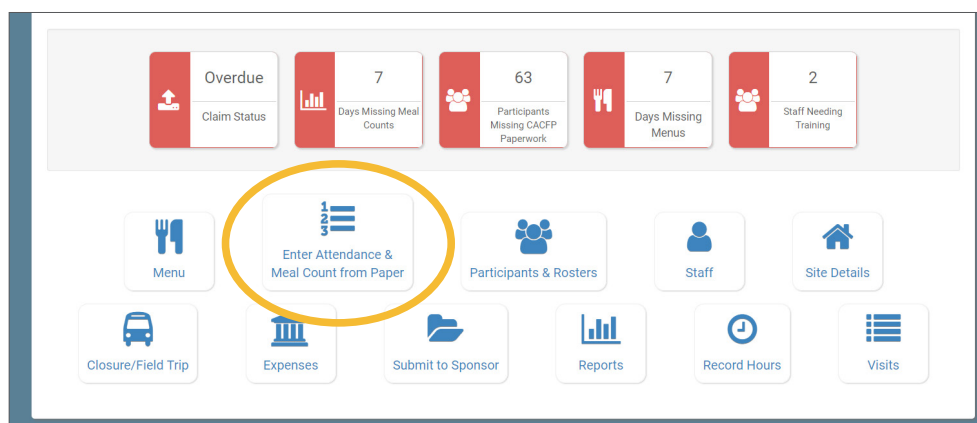 Overdue
Claim Status
7
Days Missing Meal
Counts
63
Participants
Missing CACFP
Paperwork
7
Days Missing
Menus
2
Staff Needing
Training
Menu
1
2
3
Enter Attendance &
Meal Count from Paper
Participants & Rosters
Staff
Site Details
Closure/Field Trip
Expenses
Submit to Sponsor
Reports
Record Hours
Visits